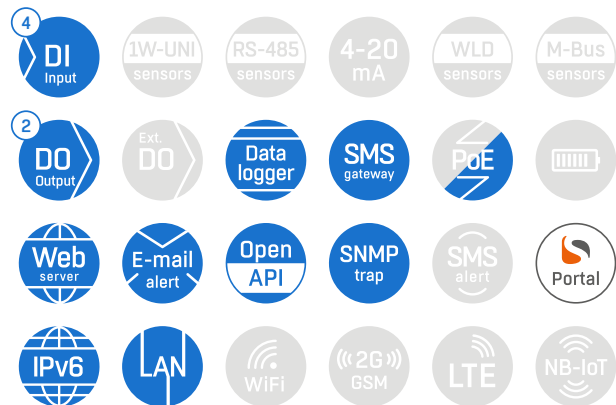 4
DI
Input
1W-UNI
sensors
RS-485
sensors
4-20
mA
WLD
sensors
M-Bus
sensors
2
DO
Output
Ext.
DO
Data
logger
SMS
gateway
PoE
Web
server
E-mail
alert
Open
API
SNMP
trap
SMS
alert
Portal
IPv6
LAN
WiFi
2G
GSM
LTE
NB-IoT